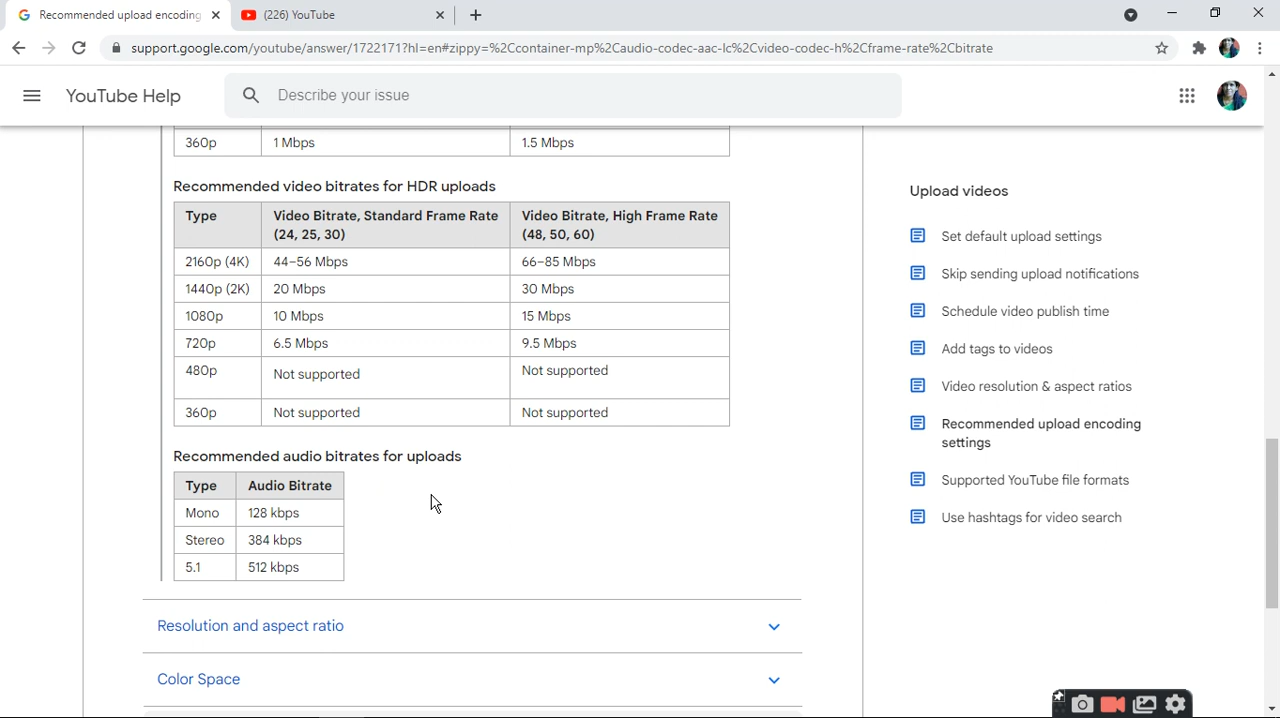 Recommended upload encoding
(226) YouTube
support.google.com/youtube/answer/1722171?hl=en#zippy=%2Ccontainer-mp%2Caudio-codec-aac-lc%2Cvideo-codec-h%2Cframe-rate%2Cbitrate
YouTube Help
Describe your issue
360p 1 Mbps 1.5 Mbps
Recommended video bitrates for HDR uploads
Type Video Bitrate, Standard Frame Rate (24, 25, 30) Video Bitrate, High Frame Rate (48, 50, 60)
2160p (4K) 44–56 Mbps 66–85 Mbps
1440p (2K) 20 Mbps 30 Mbps
1080p 10 Mbps 15 Mbps
720p 6.5 Mbps 9.5 Mbps
480p Not supported Not supported
360p Not supported Not supported
Recommended audio bitrates for uploads
Type Audio Bitrate
Mono 128 kbps
Stereo 384 kbps
5.1 512 kbps
Resolution and aspect ratio
Color Space
Upload videos
Set default upload settings
Skip sending upload notifications
Schedule video publish time
Add tags to videos
Video resolution & aspect ratios
Recommended upload encoding
settings
Supported YouTube file formats
Use hashtags for video search